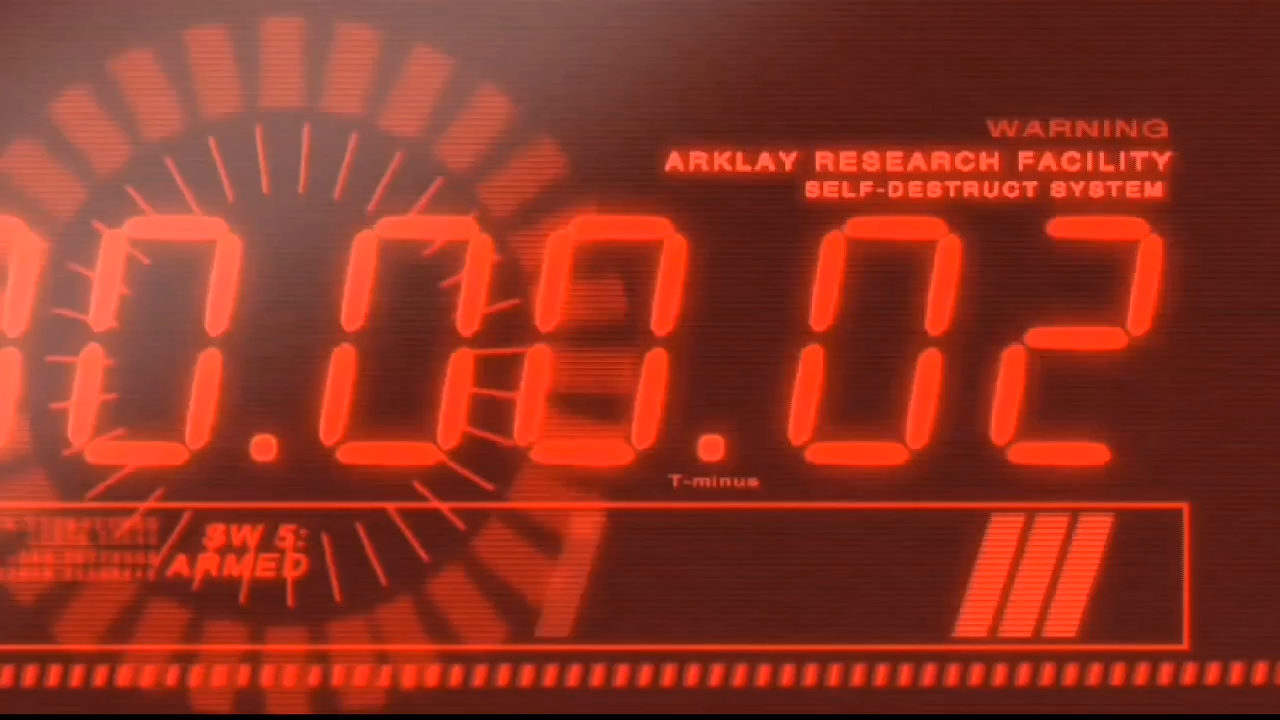 WARNING
ARKLAY RESEARCH FACILITY
SELF-DESTRUCT SYSTEM
00.00.02
T-minus
SW 5:
ARMED